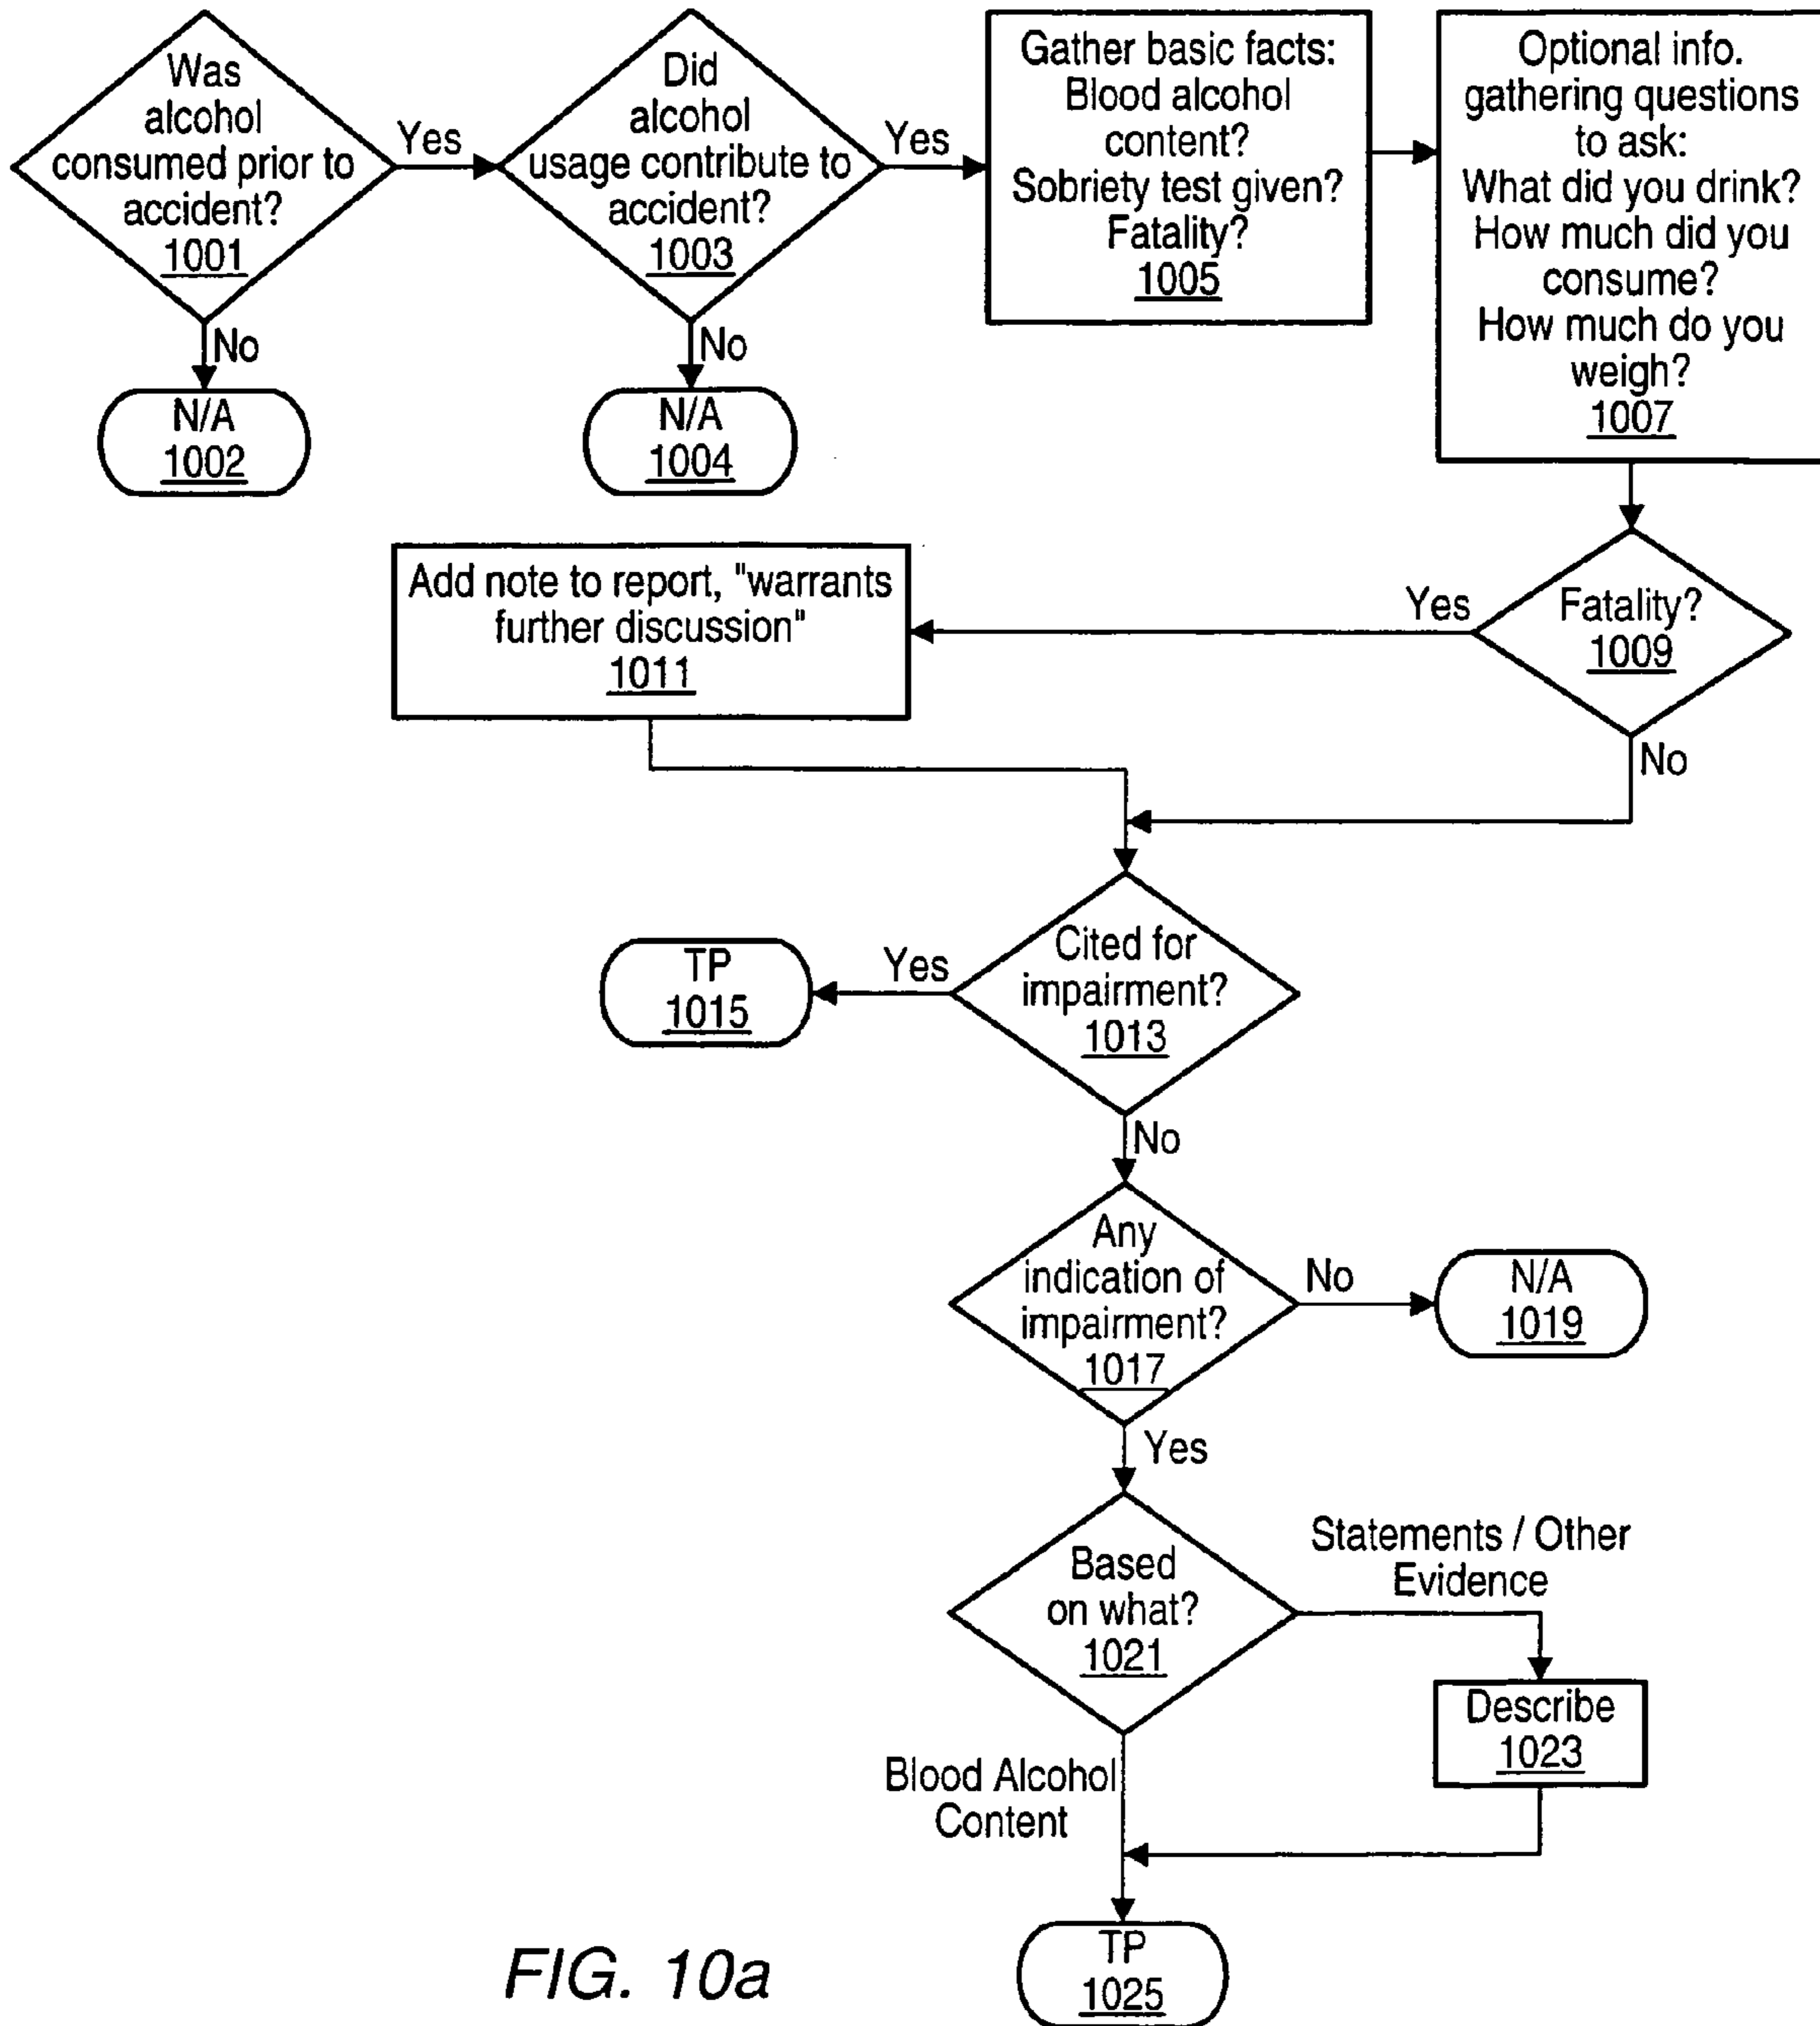 Was
alcohol
consumed prior to
accident?
1001
Yes
No
N/A
1002
Did
alcohol
usage contribute to
accident?
1003
Yes
No
N/A
1004
Gather basic facts:
Blood alcohol
content?
Sobriety test given?
Fatality?
1005
Optional info.
gathering questions
to ask:
What did you drink?
How much did you
consume?
How much do you
weigh?
1007
Fatality?
1009
Yes
No
Add note to report, "warrants
further discussion"
1011
Cited for
impairment?
1013
Yes
TP
1015
No
Any
indication of
impairment?
1017
No
N/A
1019
Yes
Based
on what?
1021
Statements / Other
Evidence
Describe
1023
Blood Alcohol
Content
TP
1025
FIG. 10a